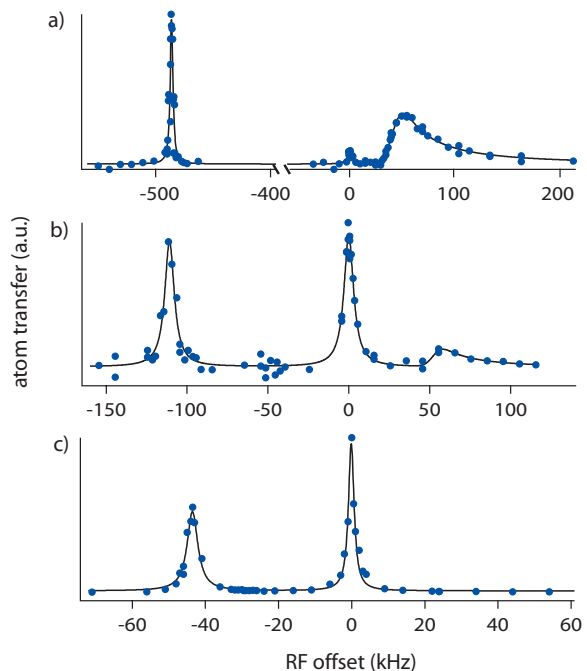 a)
-500 -400 0 100 200
b)
atom transfer (a.u.)
-150 -100 -50 0 50 100
c)
-60 -40 -20 0 20 40 60
RF offset (kHz)